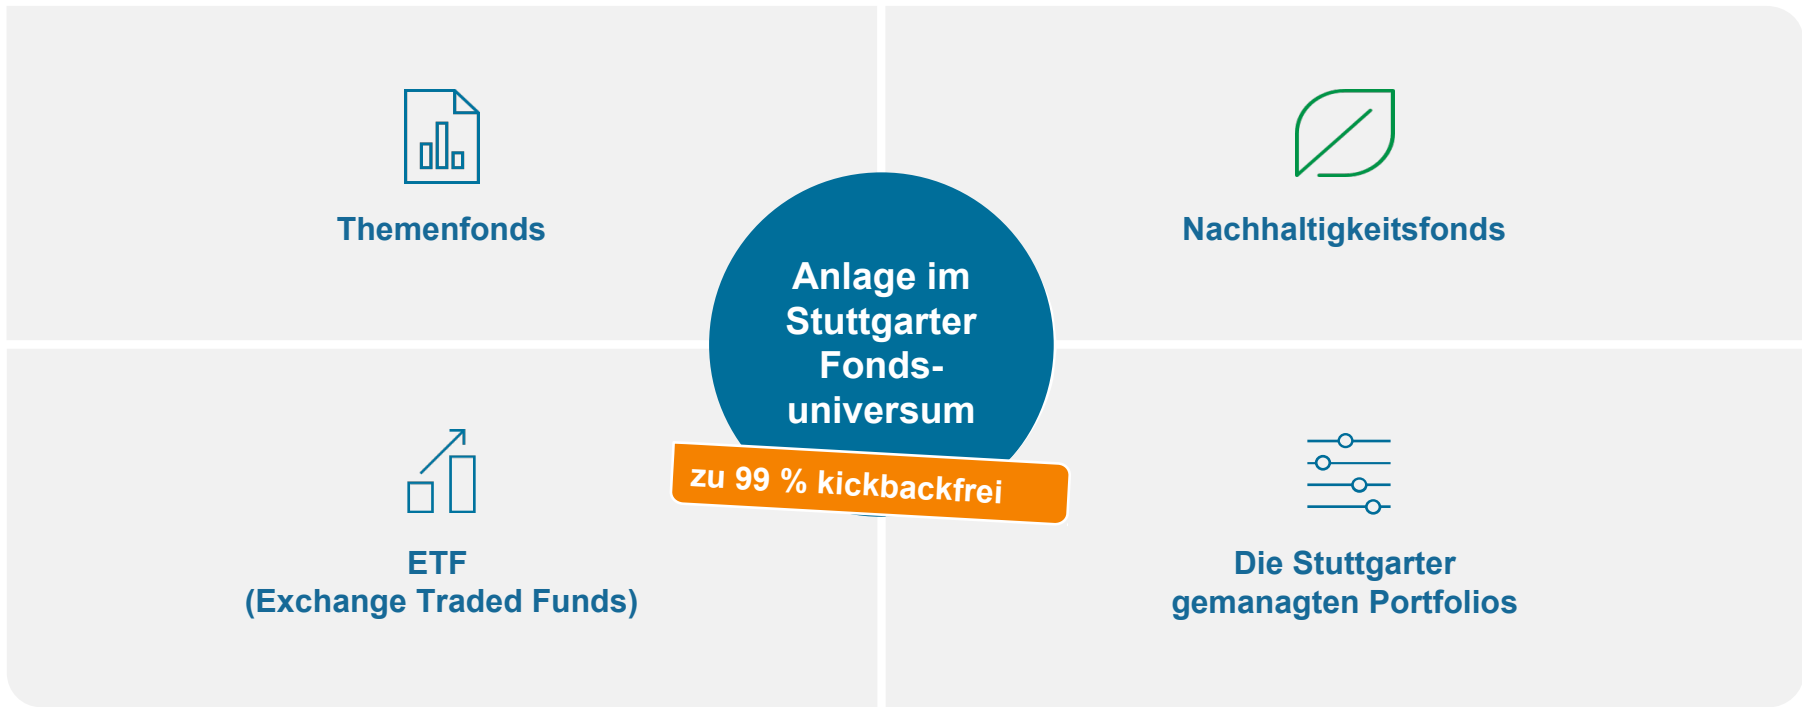 Themenfonds
Nachhaltigkeitsfonds
Anlage im
Stuttgarter
Fonds-
universum
zu 99 % kickbackfrei
ETF
(Exchange Traded Funds)
Die Stuttgarter
gemanagten Portfolios